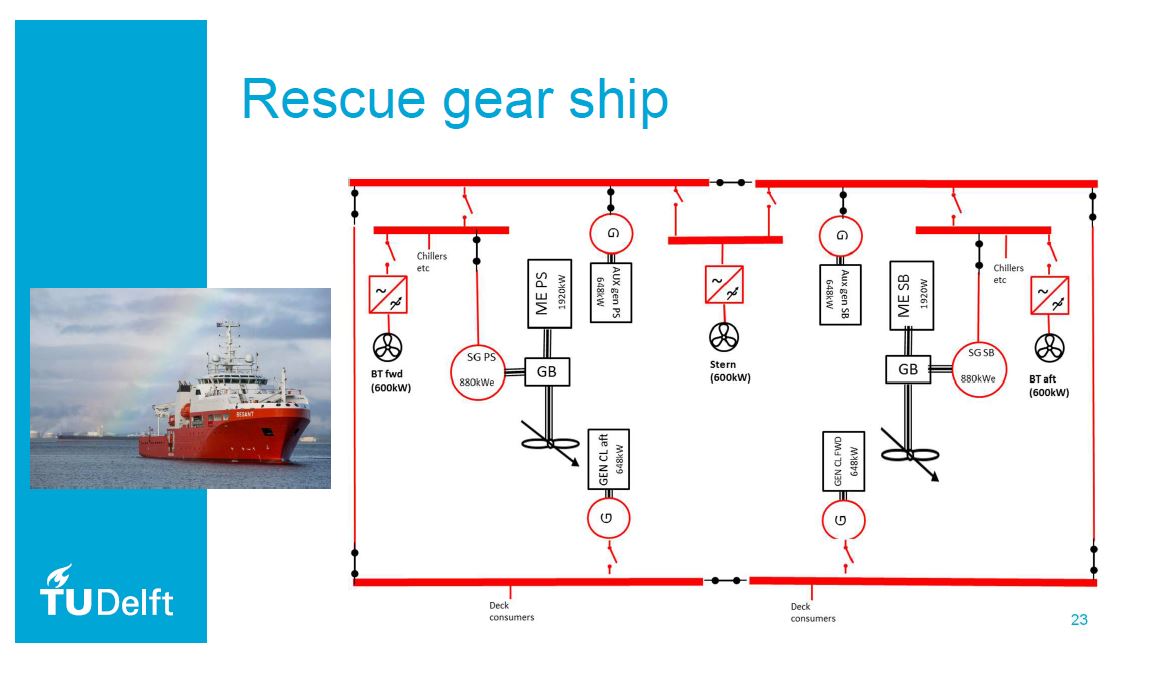 Rescue gear ship
Chillers
etc
BT fwd
(600kW)
SG PS
880kWe
ME PS
1920kW
GB
G
AUX gen PS
648kW
GEN CL aft
648kW
G
Stern
(600kW)
G
Aux gen SB
648kW
ME SB
1920W
GB
SG SB
880kWe
GEN CL FWD
648kW
G
Chillers
etc
BT aft
(600kW)
Deck
consumers
Deck
consumers
BESANT
TUDelft
23